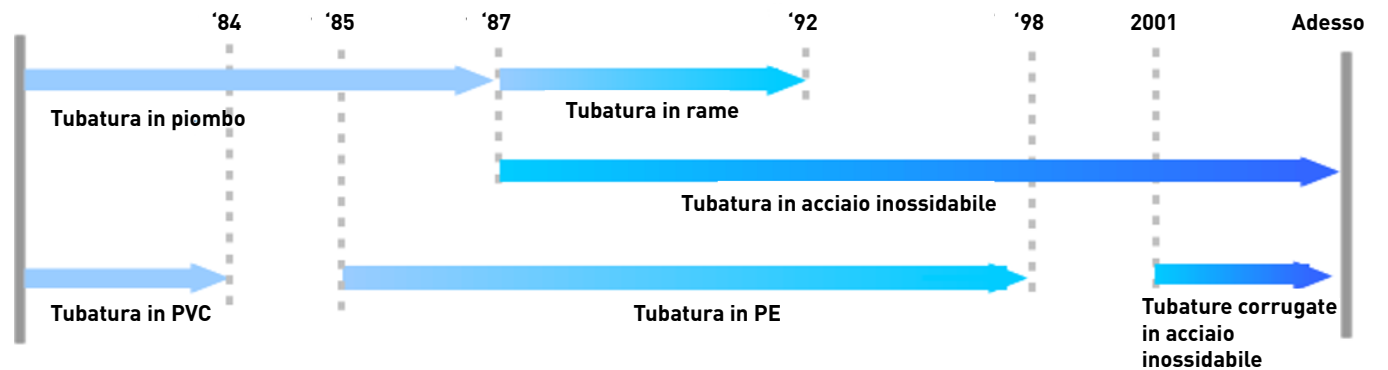 ‘84 ‘85 ‘87 ‘92 ‘98 2001 Adesso
Tubatura in piombo
Tubatura in rame
Tubatura in acciaio inossidabile
Tubatura in PVC
Tubatura in PE
Tubature corrugate
in acciaio
inossidabile